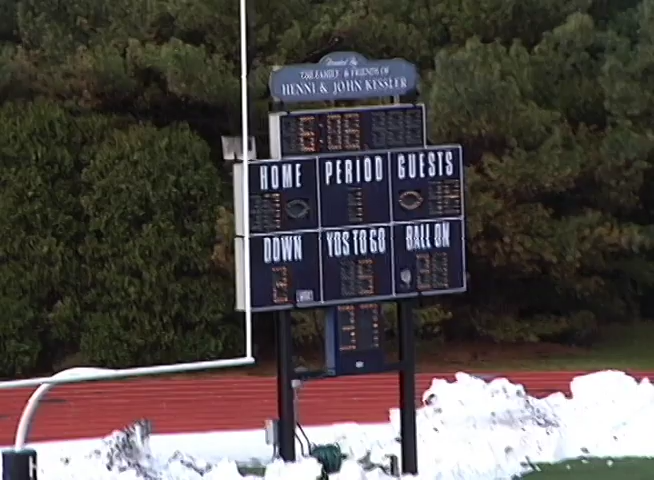 Donated By
THE FAMILY & FRIENDS OF
HENNI & JOHN KESSLER
HOME PERIOD GUESTS
DOWN YDS TO GO BALL ON